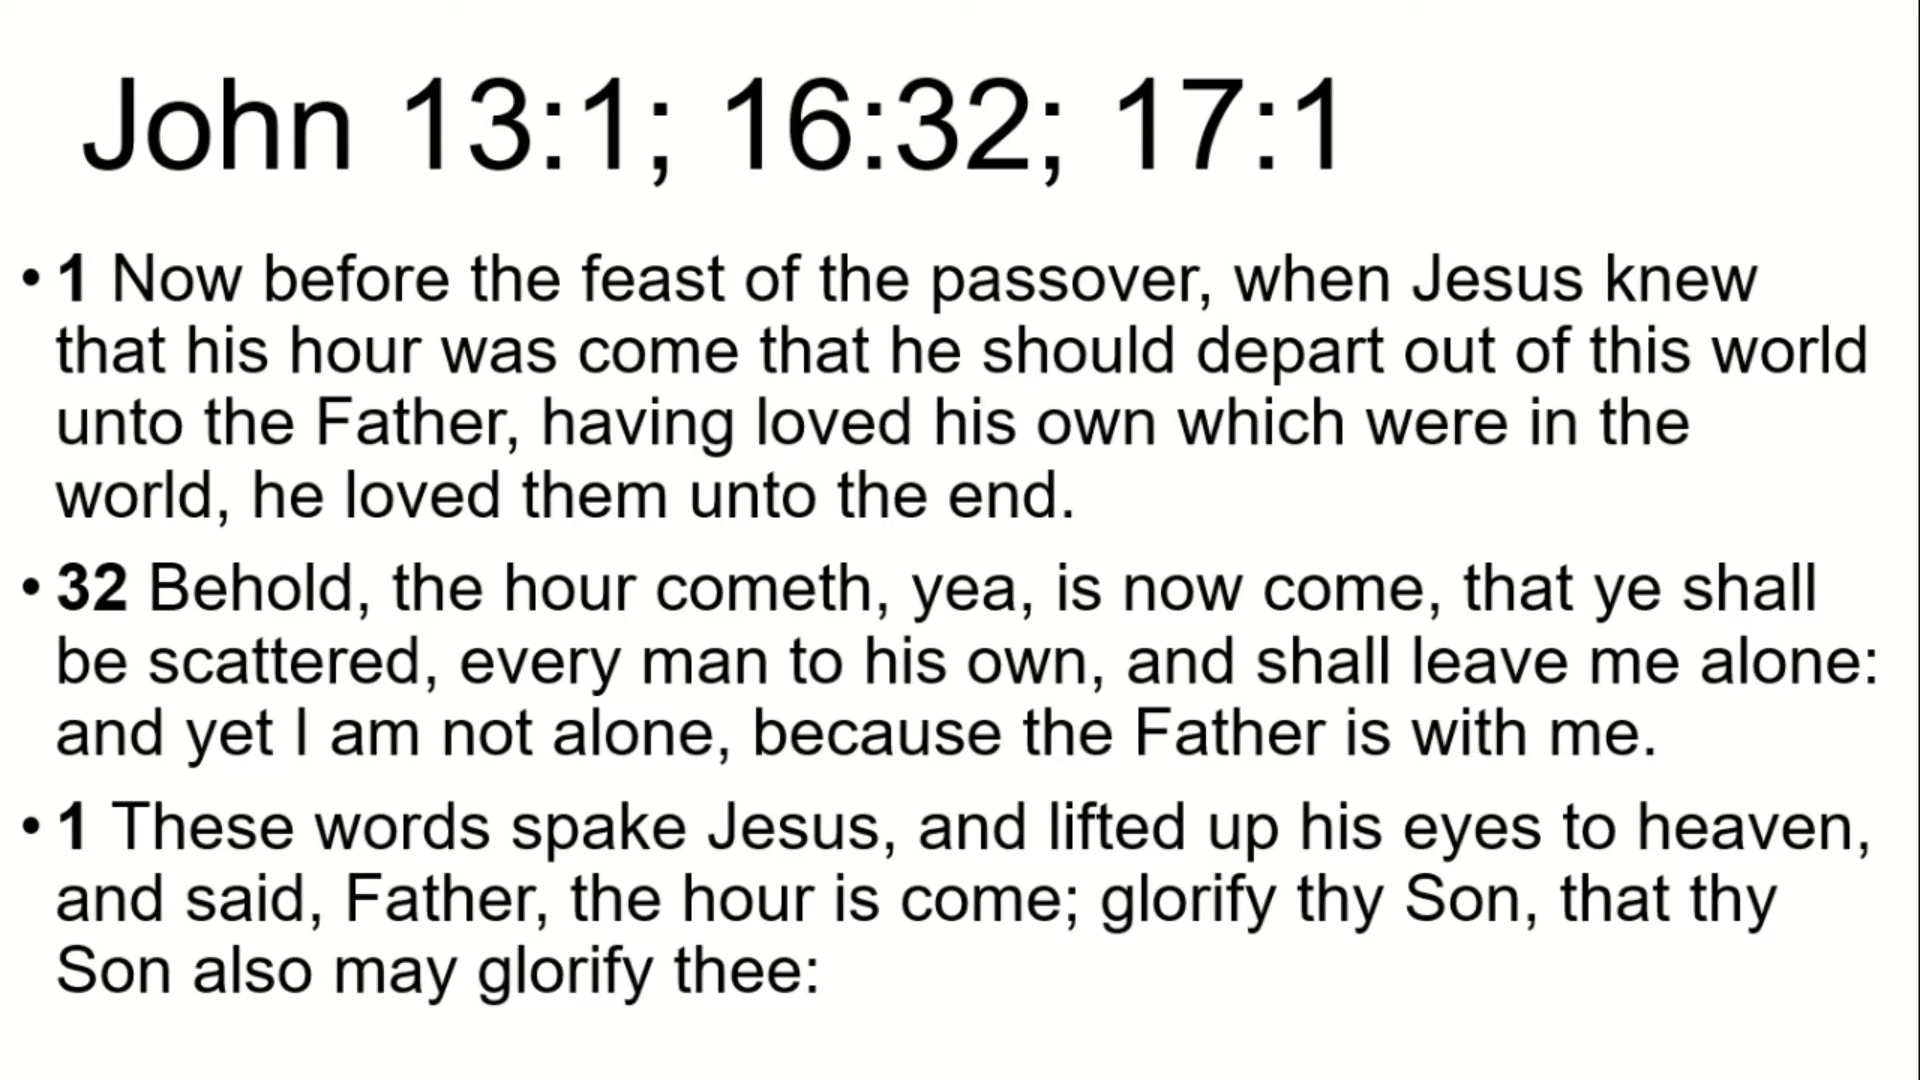 John 13:1; 16:32; 17:1
• 1 Now before the feast of the passover, when Jesus knew
that his hour was come that he should depart out of this world
unto the Father, having loved his own which were in the
world, he loved them unto the end.
• 32 Behold, the hour cometh, yea, is now come, that ye shall
be scattered, every man to his own, and shall leave me alone:
and yet I am not alone, because the Father is with me.
• 1 These words spake Jesus, and lifted up his eyes to heaven,
and said, Father, the hour is come; glorify thy Son, that thy
Son also may glorify thee: